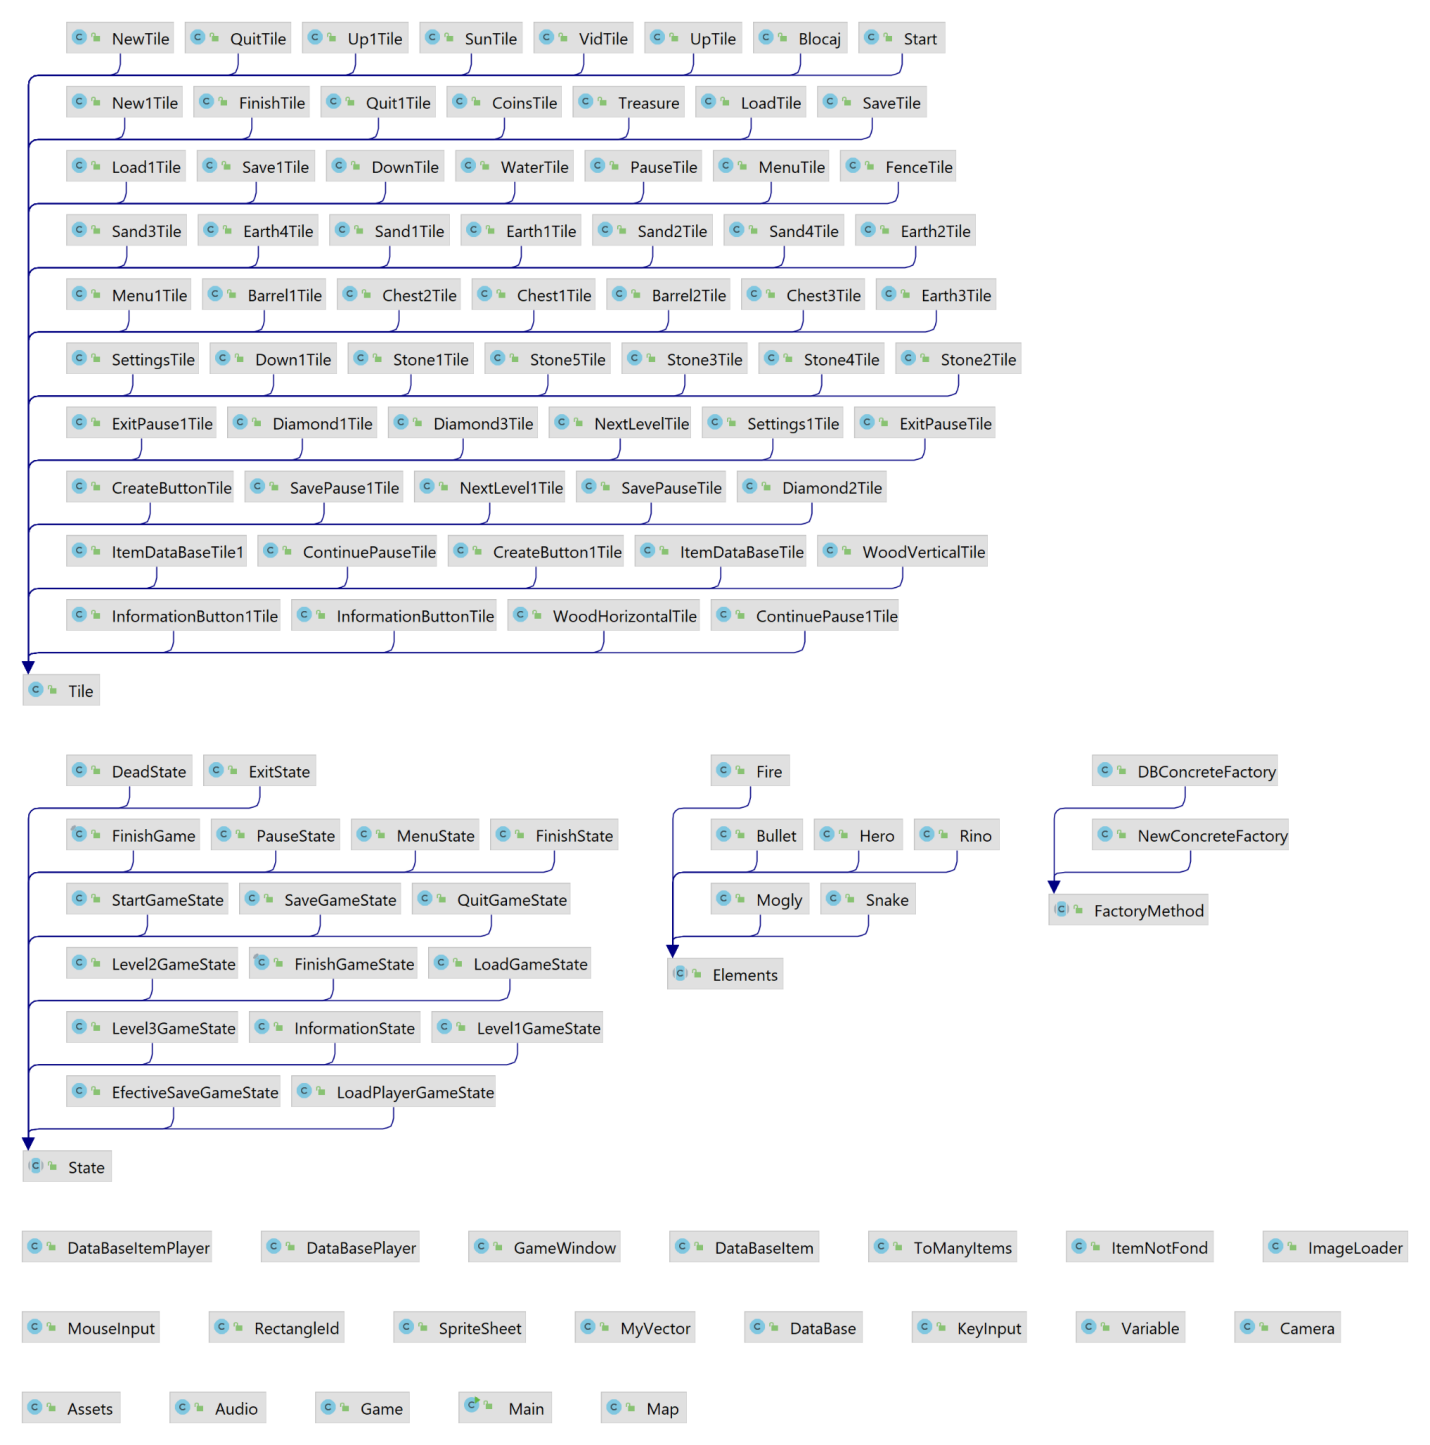 NewTile QuitTile Up1Tile SunTile VidTile UpTile Blocaj Start
New1Tile FinishTile Quit1Tile CoinsTile Treasure LoadTile SaveTile
Load1Tile Save1Tile DownTile WaterTile PauseTile MenuTile FenceTile
Sand3Tile Earth4Tile Sand1Tile Earth1Tile Sand2Tile Sand4Tile Earth2Tile
Menu1Tile Barrel1Tile Chest2Tile Chest1Tile Barrel2Tile Chest3Tile Earth3Tile
SettingsTile Down1Tile Stone1Tile Stone5Tile Stone3Tile Stone4Tile Stone2Tile
ExitPause1Tile Diamond1Tile Diamond3Tile NextLevelTile Settings1Tile ExitPauseTile
CreateButtonTile SavePause1Tile NextLevel1Tile SavePauseTile Diamond2Tile
ItemDataBaseTile1 ContinuePauseTile CreateButton1Tile ItemDataBaseTile WoodVerticalTile
InformationButton1Tile InformationButtonTile WoodHorizontalTile ContinuePause1Tile
Tile
DeadState ExitState Fire DBConcreteFactory
FinishGame PauseState MenuState FinishState Bullet Hero Rino NewConcreteFactory
StartGameState SaveGameState QuitGameState Mogly Snake FactoryMethod
Level2GameState FinishGameState LoadGameState Elements
Level3GameState InformationState Level1GameState
EfectiveSaveGameState LoadPlayerGameState
State
DataBaseItemPlayer DataBasePlayer GameWindow DataBaseItem ToManyItems ItemNotFond ImageLoader
MouseInput RectangleId SpriteSheet MyVector DataBase KeyInput Variable Camera
Assets Audio Game Main Map